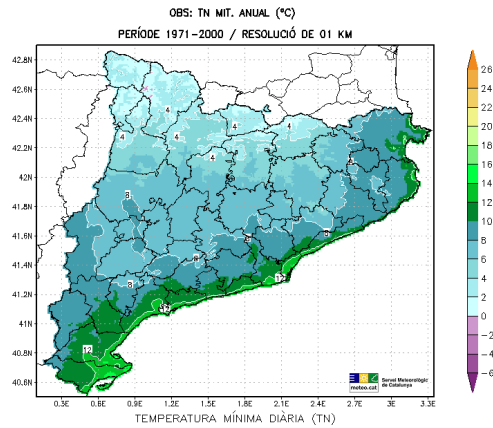 OBS: TN MIT. ANUAL (ºC)
PERÍODE 1971-2000 / RESOLUCIÓ DE 01 KM
42.8N
42.6N
42.4N
42.2N
42N
41.8N
41.6N
41.4N
41.2N
41N
40.8N
40.6N
0.3E 0.6E 0.9E 1.2E 1.5E 1.8E 2.1E 2.4E 2.7E 3E 3.3E
4 4 4 4 4 4
8 8 8 8 8
12 12 12
26
22
20
18
16
14
12
10
8
6
4
2
0
-2
-4
-6
meteo.cat
Servei Meteorològic
de Catalunya
TEMPERATURA MÍNIMA DIÀRIA (TN)